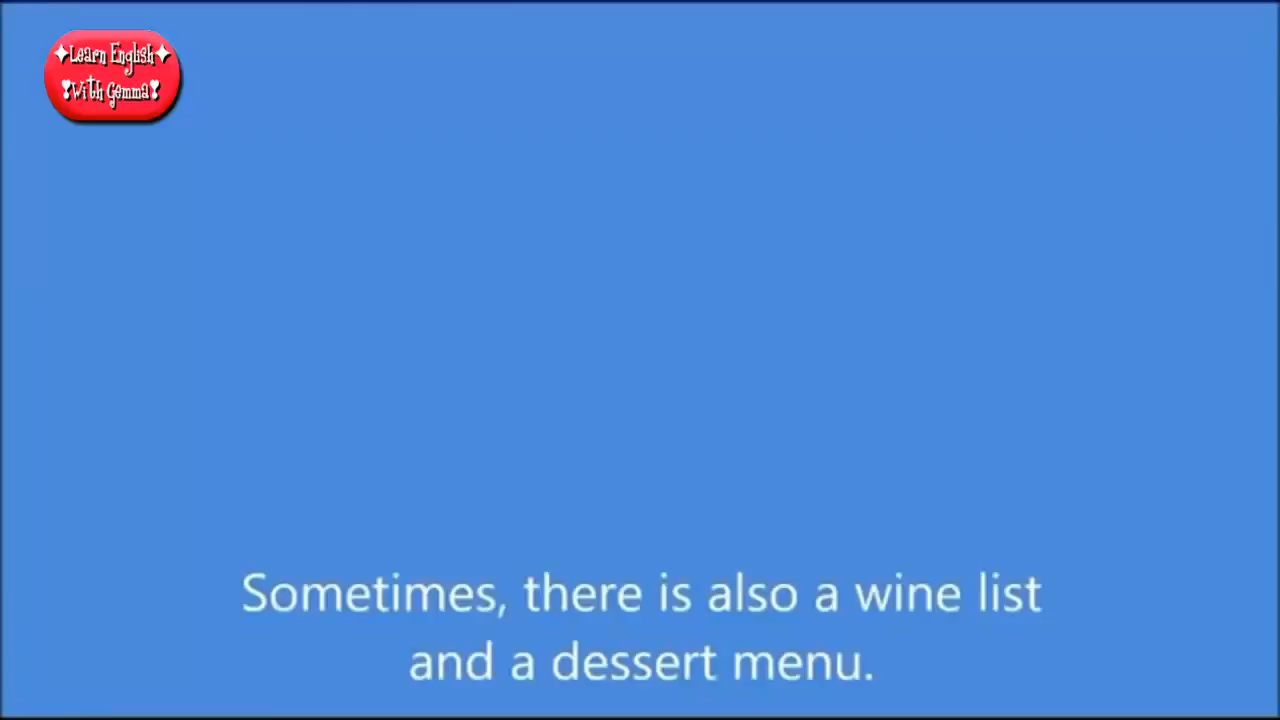 Learn English
With Gemma
Sometimes, there is also a wine list
and a dessert menu.